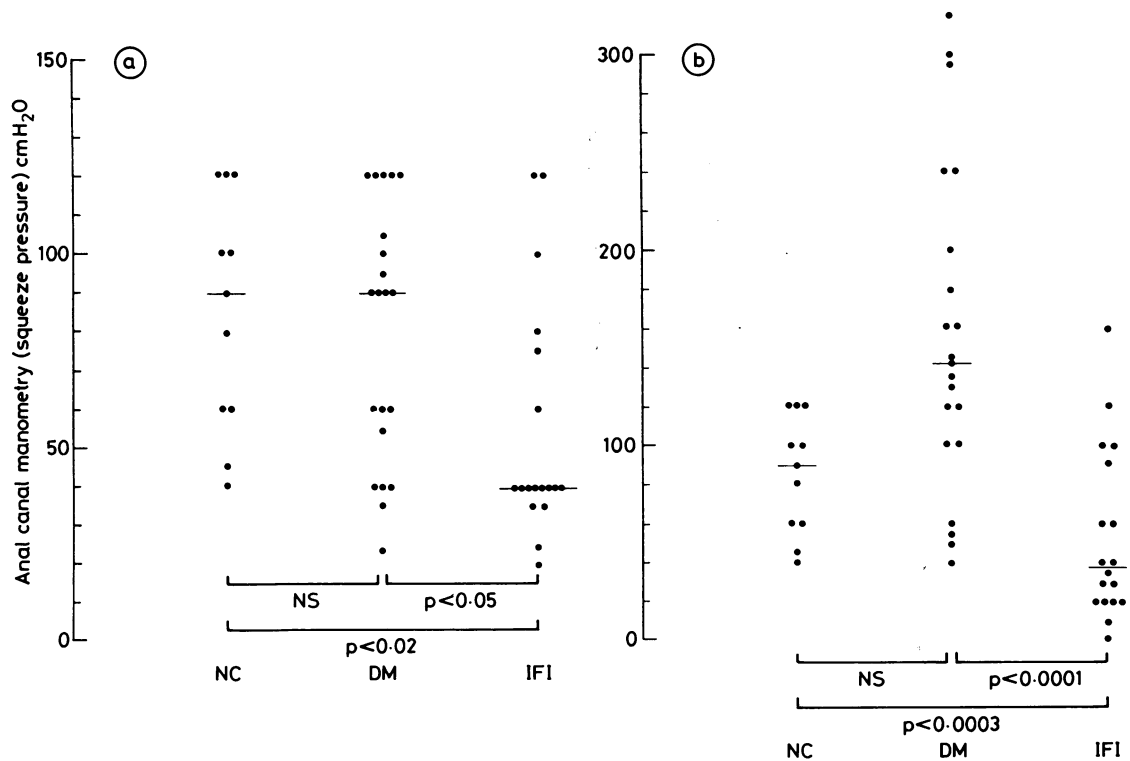 Anal canal manometry (squeeze pressure) cmH₂O
a
150
100
50
0
NS
p<0·05
p<0·02
NC DM IFI
b
300
200
100
0
NS
p<0·0001
p<0·0003
NC DM IFI